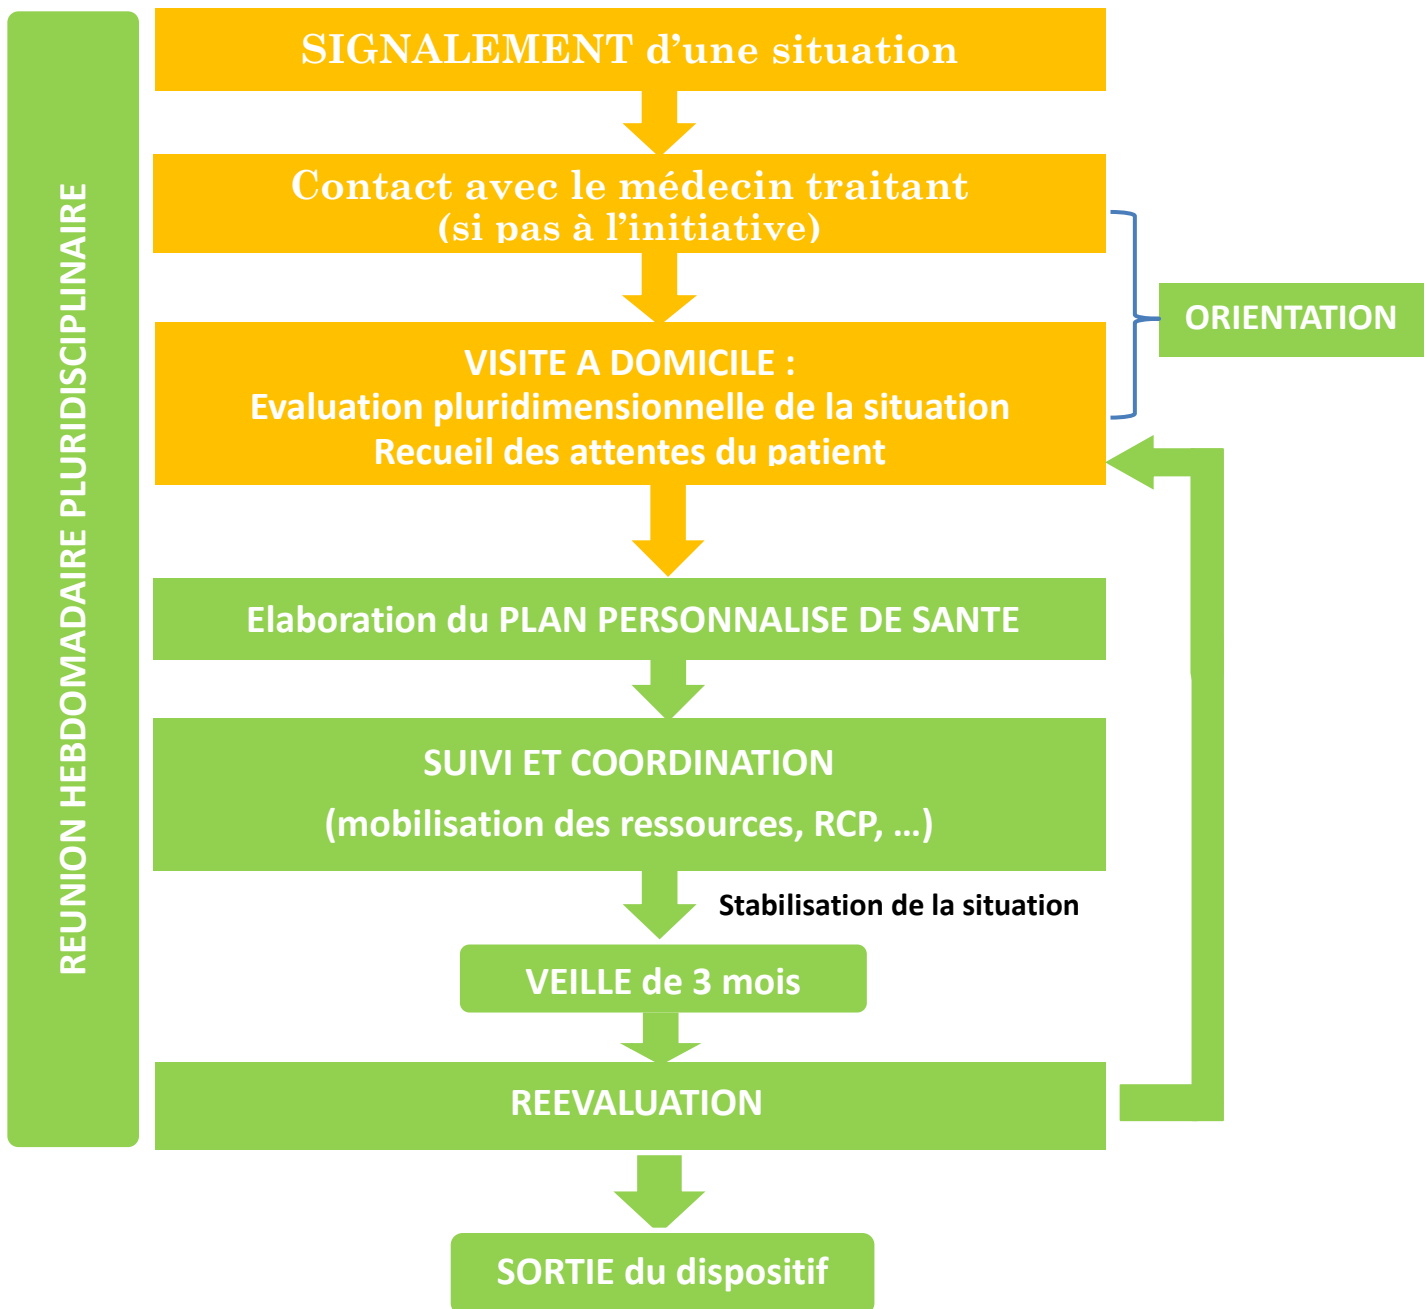 REUNION HEBDOMADAIRE PLURIDISCIPLINAIRE
SIGNALEMENT d’une situation
Contact avec le médecin traitant
(si pas à l’initiative)
ORIENTATION
VISITE A DOMICILE :
Evaluation pluridimensionnelle de la situation
Recueil des attentes du patient
Elaboration du PLAN PERSONNALISE DE SANTE
SUIVI ET COORDINATION
(mobilisation des ressources, RCP, …)
Stabilisation de la situation
VEILLE de 3 mois
REEVALUATION
SORTIE du dispositif